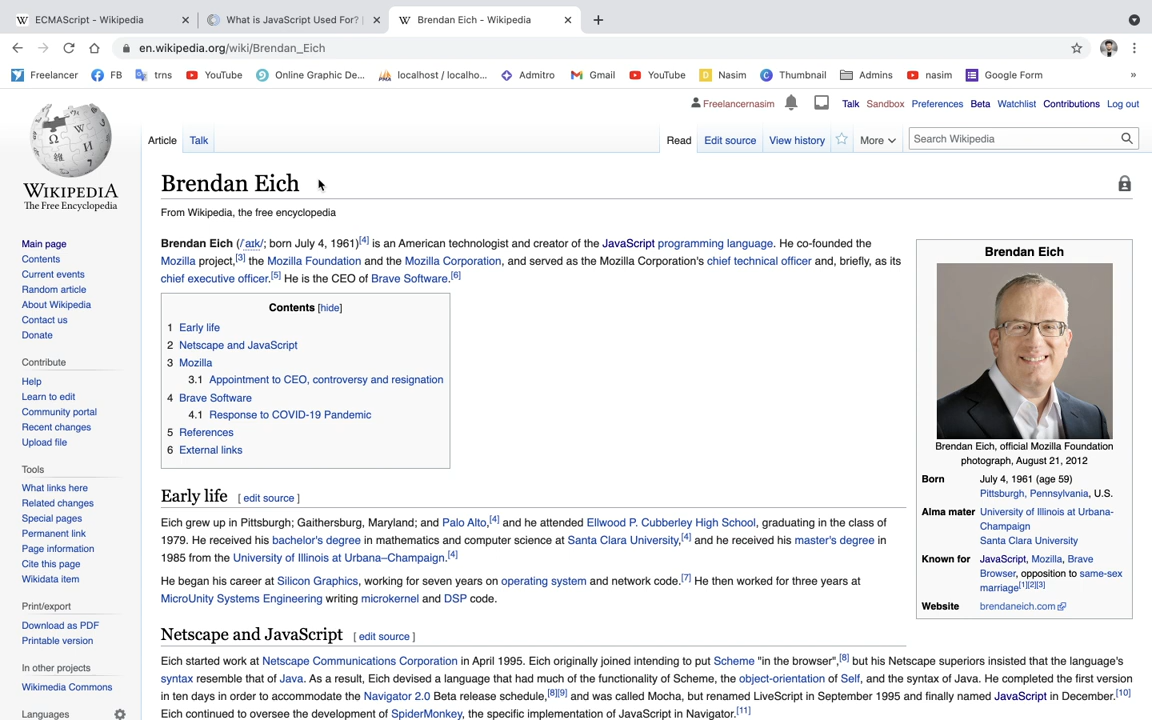 ECMAScript - Wikipedia
What is JavaScript Used For? |
Brendan Eich - Wikipedia
en.wikipedia.org/wiki/Brendan_Eich
Freelancer
FB
trns
YouTube
Online Graphic De...
localhost / localho...
Admitro
Gmail
YouTube
Nasim
Thumbnail
Admins
nasim
Google Form
»
Freelancernasim
Talk
Sandbox
Preferences
Beta
Watchlist
Contributions
Log out
Article
Talk
Read
Edit source
View history
More
Search Wikipedia
WIKIPEDIA
The Free Encyclopedia
Main page
Contents
Current events
Random article
About Wikipedia
Contact us
Donate
Contribute
Help
Learn to edit
Community portal
Recent changes
Upload file
Tools
What links here
Related changes
Special pages
Permanent link
Page information
Cite this page
Wikidata item
Print/export
Download as PDF
Printable version
In other projects
Wikimedia Commons
Languages
Brendan Eich
From Wikipedia, the free encyclopedia
Brendan Eich (/ˈaɪk/; born July 4, 1961)[4] is an American technologist and creator of the JavaScript programming language. He co-founded the
Mozilla project,[3] the Mozilla Foundation and the Mozilla Corporation, and served as the Mozilla Corporation's chief technical officer and, briefly, as its
chief executive officer.[5] He is the CEO of Brave Software.[6]
Contents [hide]
1 Early life
2 Netscape and JavaScript
3 Mozilla
3.1 Appointment to CEO, controversy and resignation
4 Brave Software
4.1 Response to COVID-19 Pandemic
5 References
6 External links
Early life [ edit source ]
Eich grew up in Pittsburgh; Gaithersburg, Maryland; and Palo Alto,[4] and he attended Ellwood P. Cubberley High School, graduating in the class of
1979. He received his bachelor's degree in mathematics and computer science at Santa Clara University,[4] and he received his master's degree in
1985 from the University of Illinois at Urbana–Champaign.[4]
He began his career at Silicon Graphics, working for seven years on operating system and network code.[7] He then worked for three years at
MicroUnity Systems Engineering writing microkernel and DSP code.
Netscape and JavaScript [ edit source ]
Eich started work at Netscape Communications Corporation in April 1995. Eich originally joined intending to put Scheme "in the browser",[8] but his Netscape superiors insisted that the language's
syntax resemble that of Java. As a result, Eich devised a language that had much of the functionality of Scheme, the object-orientation of Self, and the syntax of Java. He completed the first version
in ten days in order to accommodate the Navigator 2.0 Beta release schedule,[8][9] and was called Mocha, but renamed LiveScript in September 1995 and finally named JavaScript in December.[10]
Eich continued to oversee the development of SpiderMonkey, the specific implementation of JavaScript in Navigator.[11]
Brendan Eich
Brendan Eich, official Mozilla Foundation
photograph, August 21, 2012
Born July 4, 1961 (age 59)
Pittsburgh, Pennsylvania, U.S.
Alma mater University of Illinois at Urbana-
Champaign
Santa Clara University
Known for JavaScript, Mozilla, Brave
Browser, opposition to same-sex
marriage[1][2][3]
Website brendaneich.com